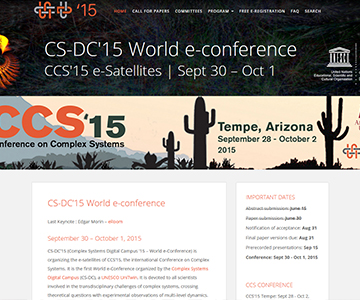 '15
HOME CALL FOR PAPERS COMMITTEES PROGRAM FREE E-REGISTRATION FAQ SEARCH
CS-DC'15 World e-conference
CCS'15 e-Satellites | Sept 30 – Oct 1
United Nations
Educational, Scientific and
Cultural Organization
CCS'15
Conference on Complex Systems
Tempe, Arizona
September 28 - October 2
2015
CS-DC'15 World e-conference
Last Keynote : Edgar Morin –
September 30 – October 1, 2015
CS-DC'15 (Complex Systems Digital Campus '15 – World e-Conference) is
organizing the e-satellites of CCS'15, the international Conference on Complex
Systems. It is the first World e-Conference organized by the Complex Systems
Digital Campus (CS-DC), a UNESCO UniTwin. It is devoted to all scientists
involved in the transdisciplinary challenges of complex systems, crossing
theoretical questions with experimental observations of multi-level dynamics.
IMPORTANT DATES
Abstract submission: June 15
Paper submission: June 30
Notification of acceptance: Aug 21
Final paper versions due: Aug 31
Prerecorded presentations: Sep 15
Conference: Sept 30 - Oct 1, 2015
CCS CONFERENCE
CCS'15 Tempe: Sept 28 - Oct 2,